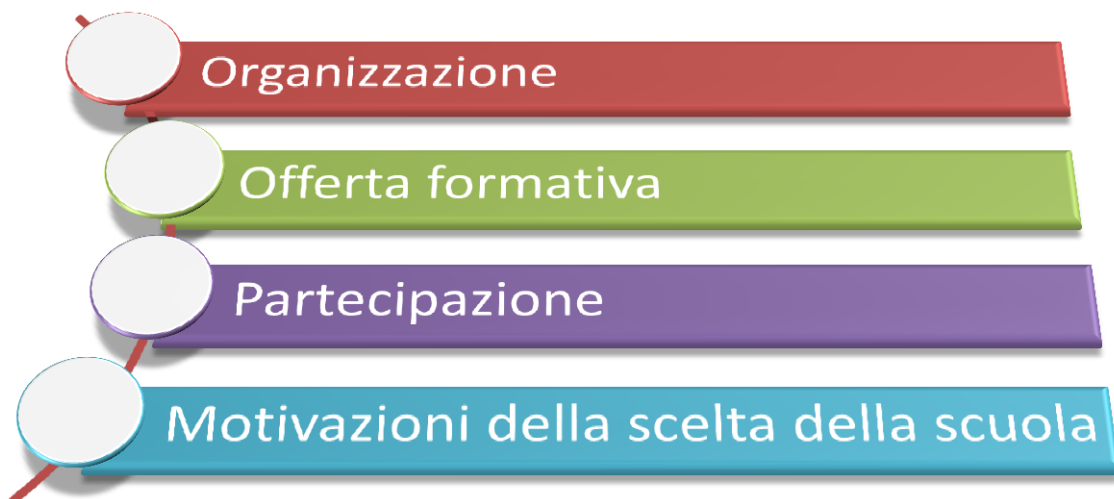 Organizzazione
Offerta formativa
Partecipazione
Motivazioni della scelta della scuola